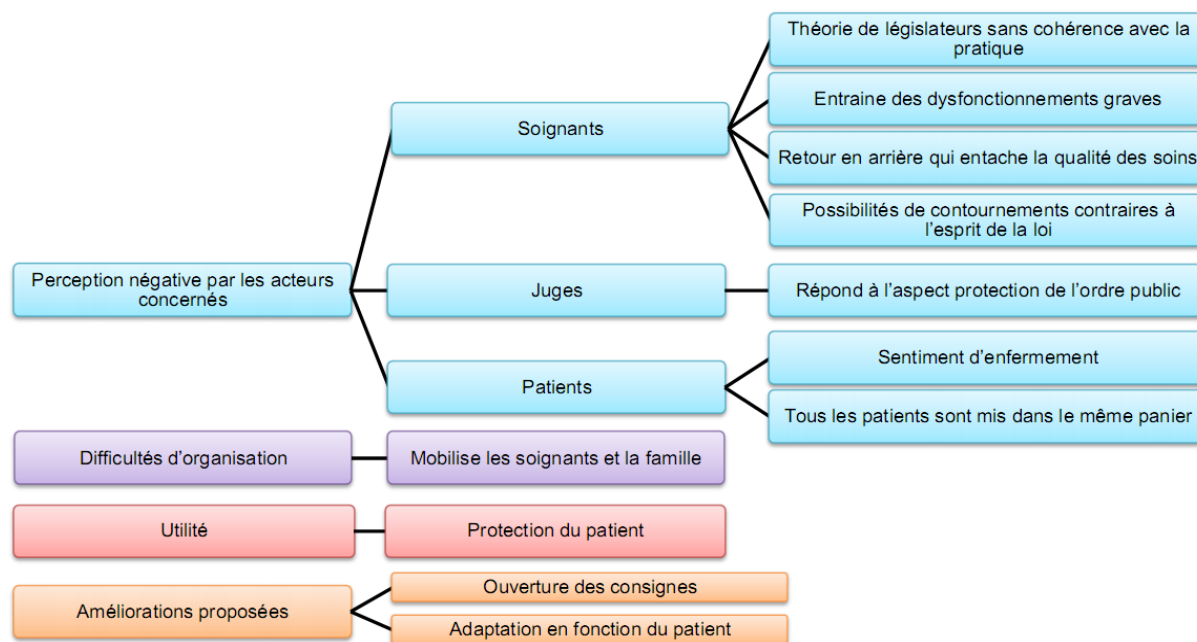 Perception négative par les acteurs
concernés
Soignants
Théorie de législateurs sans cohérence avec la
pratique
Entraine des dysfonctionnements graves
Retour en arrière qui entache la qualité des soins
Possibilités de contournements contraires à
l’esprit de la loi
Juges
Répond à l’aspect protection de l’ordre public
Patients
Sentiment d’enfermement
Tous les patients sont mis dans le même panier
Difficultés d’organisation
Mobilise les soignants et la famille
Utilité
Protection du patient
Améliorations proposées
Ouverture des consignes
Adaptation en fonction du patient